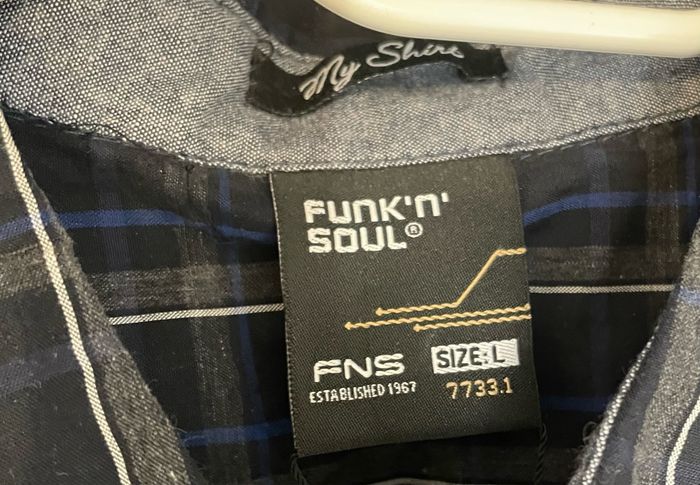 My Shirt
FUNK'N'
SOUL®
FNS
SIZE: L
ESTABLISHED 1967
7733.1